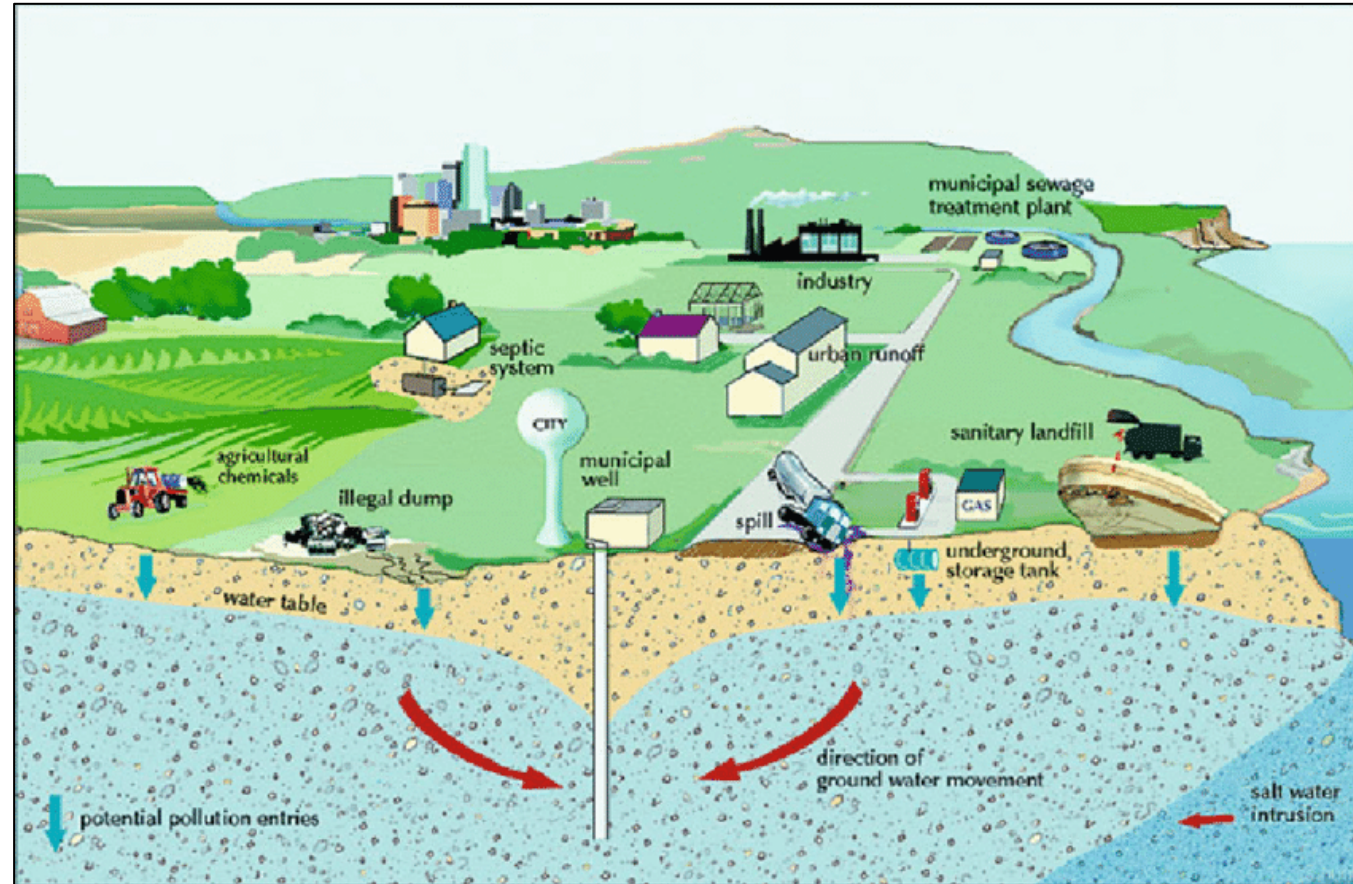 municipal sewage
treatment plant
industry
septic
system
urban runoff
CITY
sanitary landfill
agricultural
chemicals
municipal
well
illegal dump
GAS
spill
underground
storage tank
water table
direction of
ground water movement
salt water
intrusion
potential pollution entries